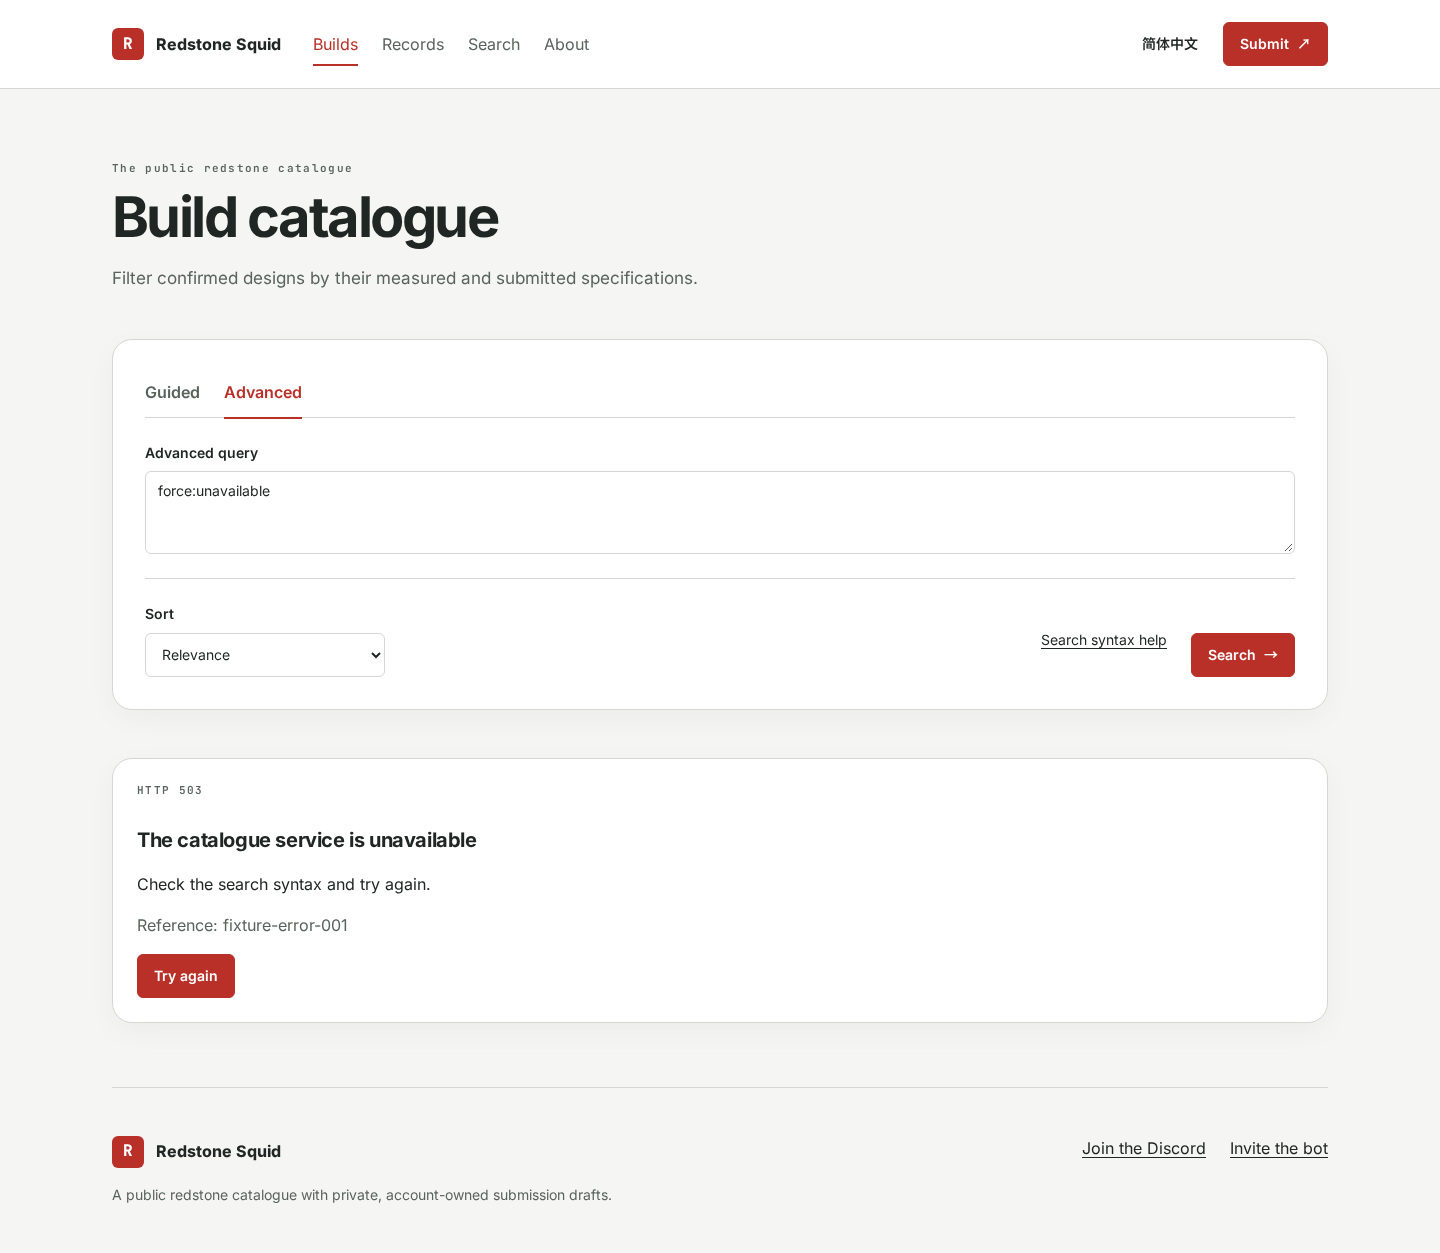 R Redstone Squid Builds Records Search About 简体中文 Submit ↗
The public redstone catalogue
Build catalogue
Filter confirmed designs by their measured and submitted specifications.
Guided Advanced
Advanced query
force:unavailable
Sort
Relevance Search syntax help Search →
HTTP 503
The catalogue service is unavailable
Check the search syntax and try again.
Reference: fixture-error-001
Try again
R Redstone Squid Join the Discord Invite the bot
A public redstone catalogue with private, account-owned submission drafts.